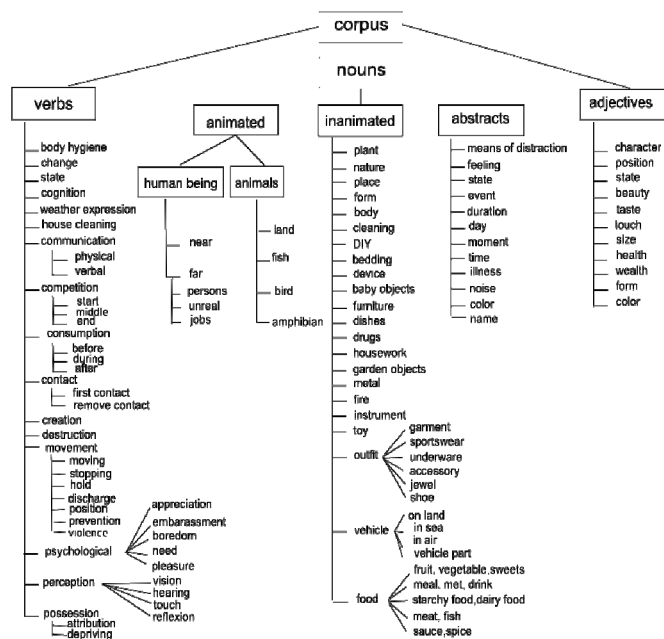 corpus
nouns
verbs
body hygiene
change
state
cognition
weather expression
house cleaning
communication
physical
verbal
competition
start
middle
end
consumption
before
during
after
contact
first contact
remove contact
creation
destruction
movement
moving
stopping
hold
discharge
position
prevention
violence
psychological
appreciation
embarassment
boredom
need
pleasure
perception
vision
hearing
touch
reflexion
possession
attribution
depriving
animated
human being
near
far
persons
unreal
jobs
animals
land
fish
bird
amphibian
inanimated
plant
nature
place
form
body
cleaning
DIY
bedding
device
baby objects
furniture
dishes
drugs
housework
garden objects
metal
fire
instrument
toy
outfit
garment
sportswear
underware
accessory
jewel
shoe
vehicle
on land
in sea
in air
vehicle part
food
fruit, vegetable,sweets
meal, met, drink
starchy food,dairy food
meat, fish
sauce,spice
abstracts
means of distraction
feeling
state
event
duration
day
moment
time
illness
noise
color
name
adjectives
character
position
state
beauty
taste
touch
size
health
wealth
form
color